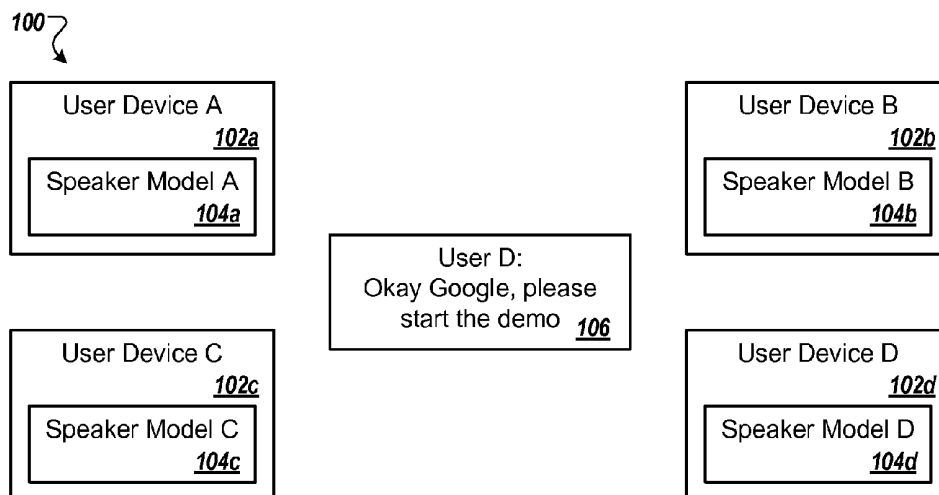 100
User Device A
102a
Speaker Model A
104a
User Device B
102b
Speaker Model B
104b
User D:
Okay Google, please
start the demo 106
User Device C
102c
Speaker Model C
104c
User Device D
102d
Speaker Model D
104d